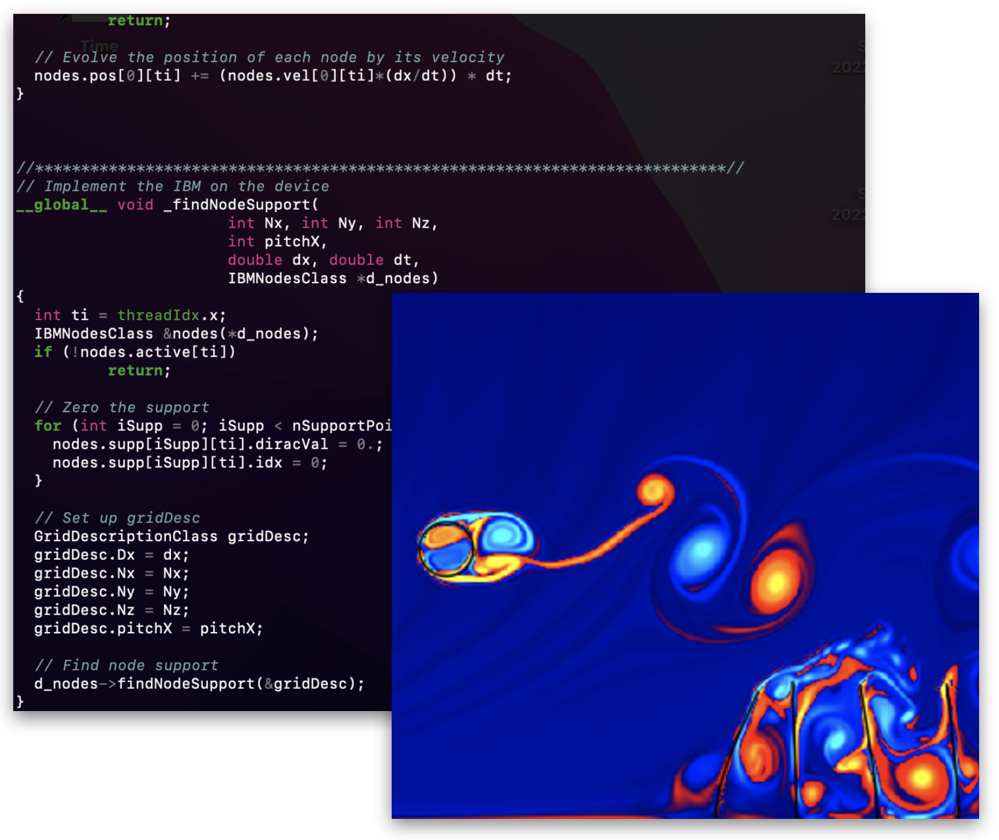 return;
Time
// Evolve the position of each node by its velocity
nodes.pos[0][ti] += (nodes.vel[0][ti]*(dx/dt)) * dt;
}
//***************************************************************************//
// Implement the IBM on the device
__global__ void _findNodeSupport(
int Nx, int Ny, int Nz,
int pitchX,
double dx, double dt,
IBMNodesClass *d_nodes)
{
int ti = threadIdx.x;
IBMNodesClass &nodes(*d_nodes);
if (!nodes.active[ti])
return;
// Zero the support
for (int iSupp = 0; iSupp < nSupportPoi
nodes.supp[iSupp][ti].diracVal = 0.;
nodes.supp[iSupp][ti].idx = 0;
}
// Set up gridDesc
GridDescriptionClass gridDesc;
gridDesc.Dx = dx;
gridDesc.Nx = Nx;
gridDesc.Ny = Ny;
gridDesc.Nz = Nz;
gridDesc.pitchX = pitchX;
// Find node support
d_nodes->findNodeSupport(&gridDesc);
}